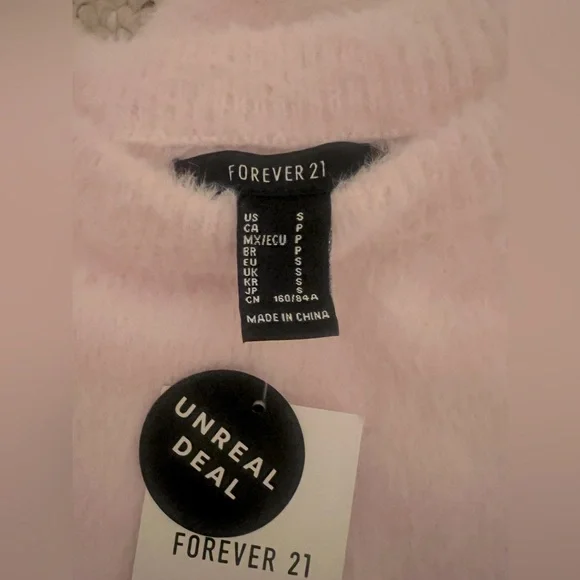 FOREVER 21
US S
CA P
MX/ECU P
BR P
EU S
UK S
KR S
JP S
CN 160/84A
MADE IN CHINA
UNREAL
DEAL
FOREVER 21